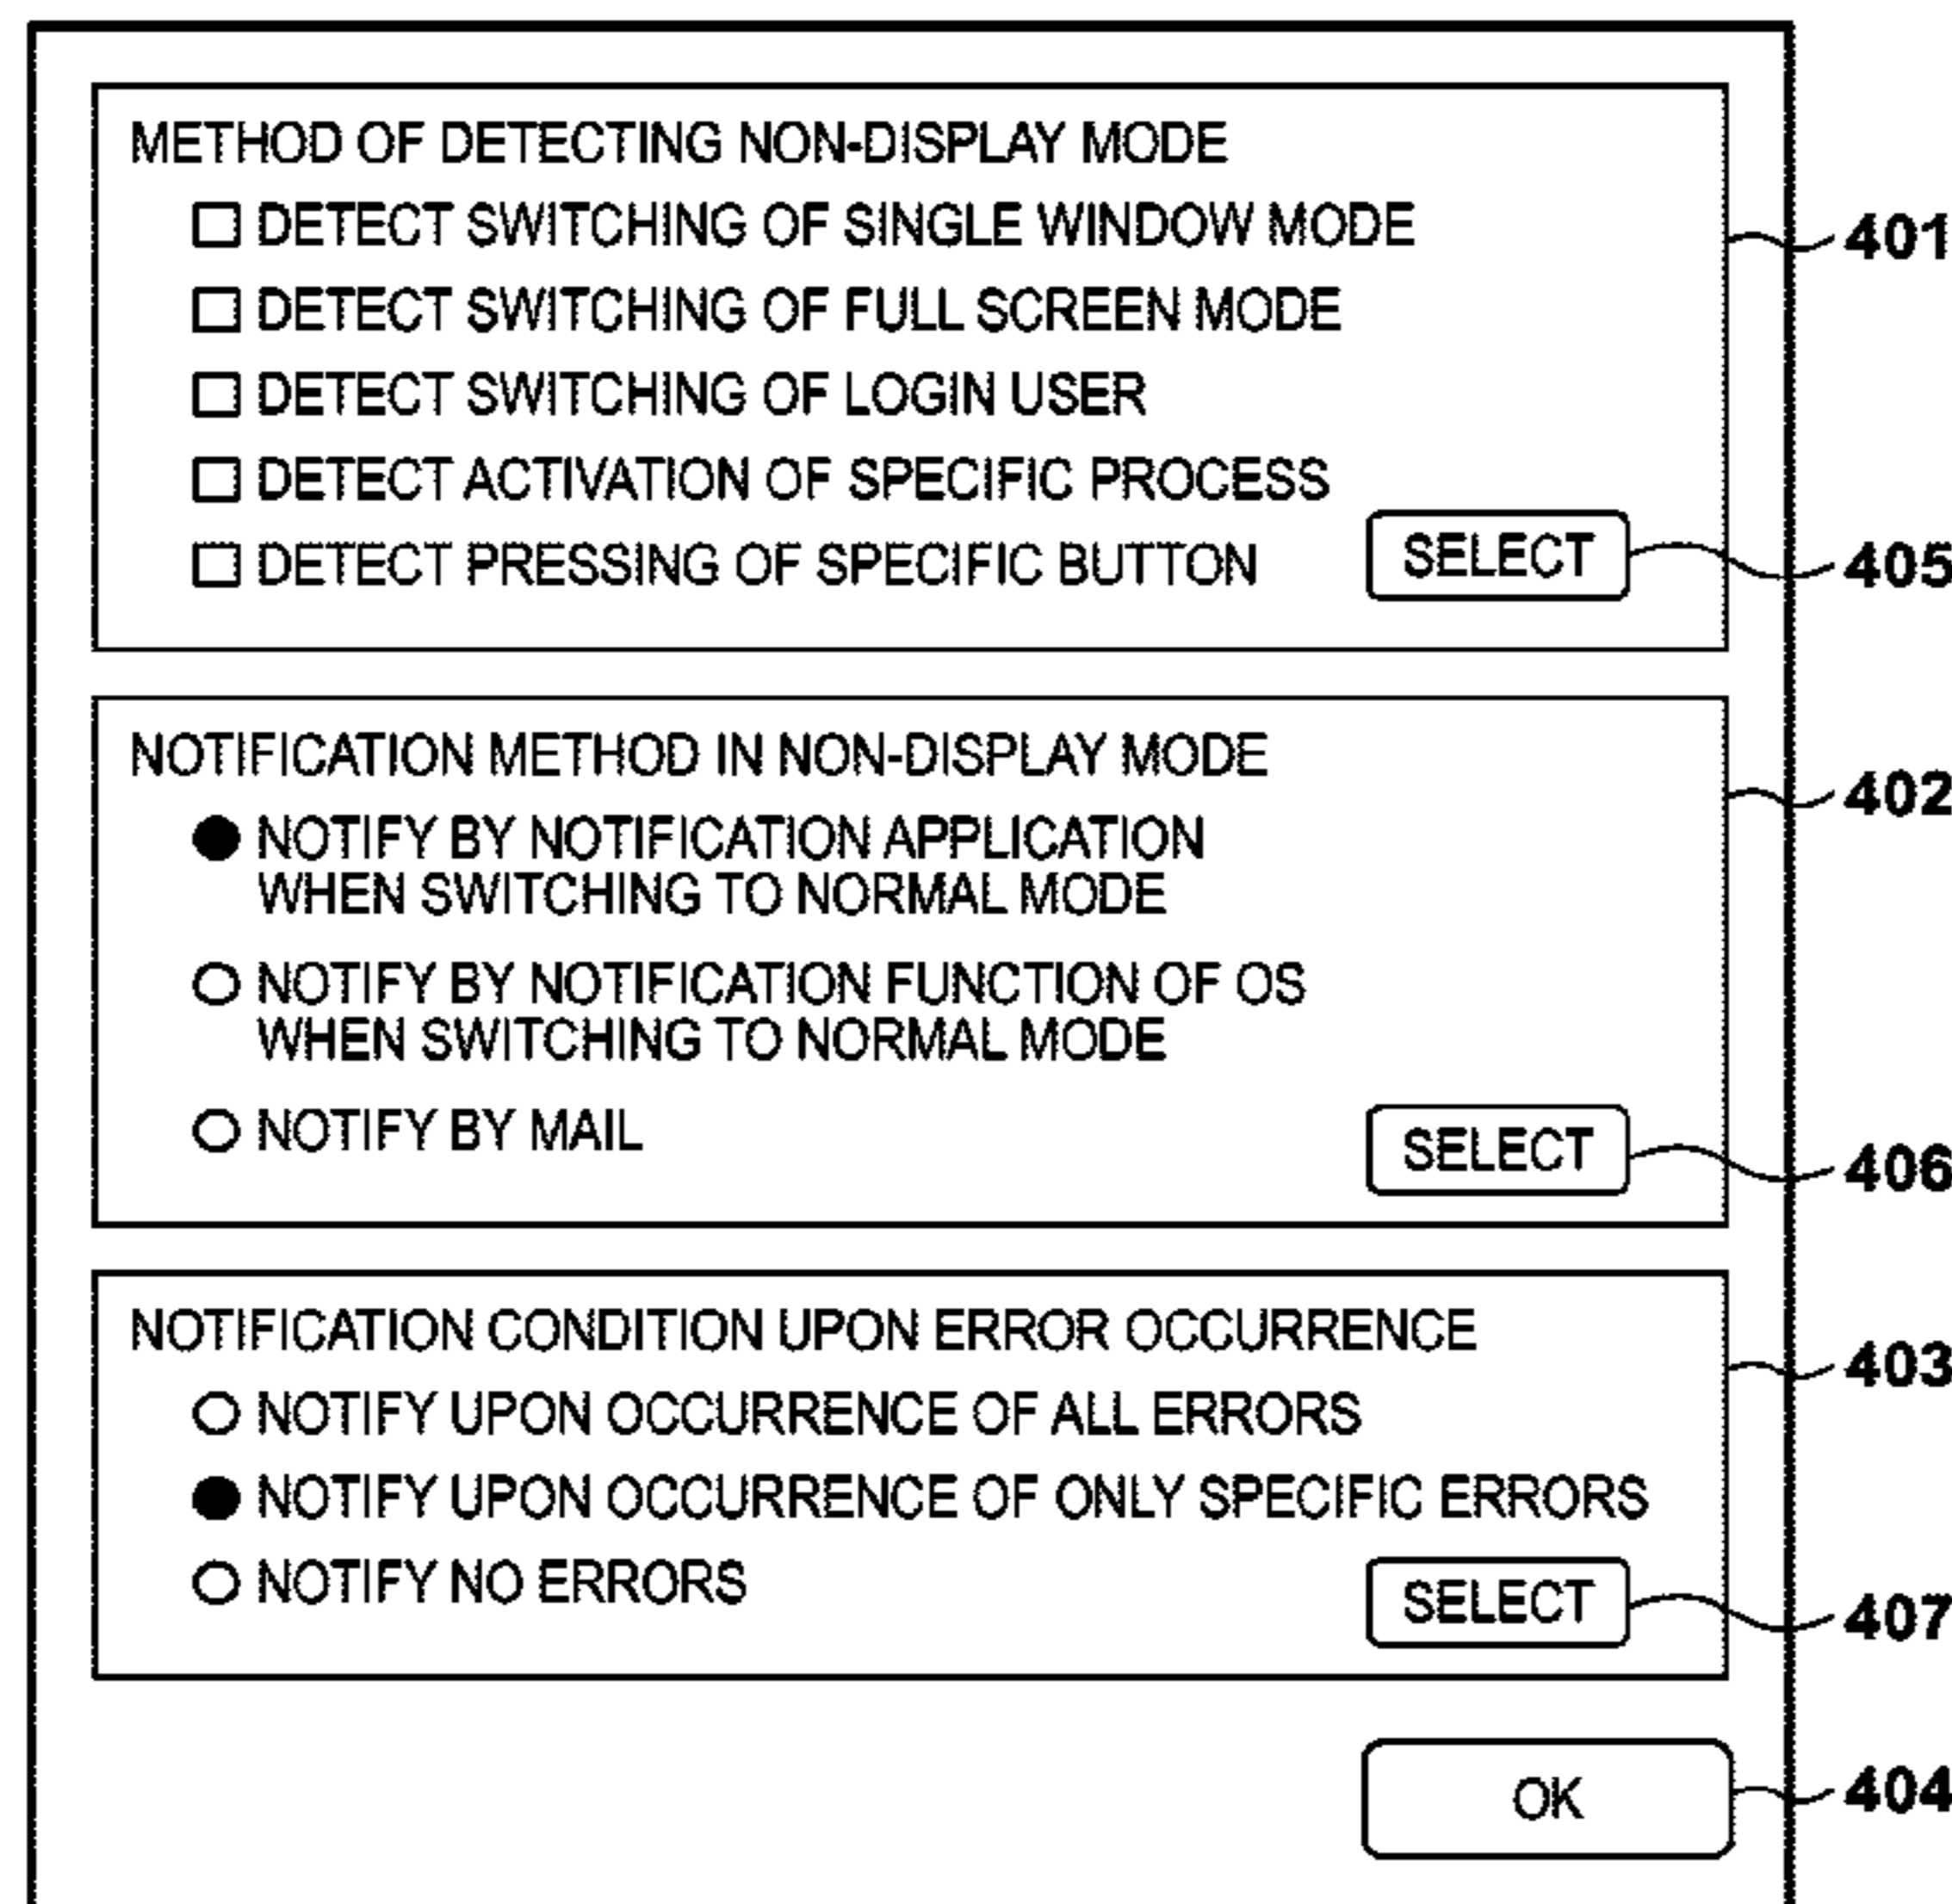 METHOD OF DETECTING NON-DISPLAY MODE
DETECT SWITCHING OF SINGLE WINDOW MODE
401
DETECT SWITCHING OF FULL SCREEN MODE
DETECT SWITCHING OF LOGIN USER
DETECT ACTIVATION OF SPECIFIC PROCESS
DETECT PRESSING OF SPECIFIC BUTTON
SELECT
405
NOTIFICATION METHOD IN NON-DISPLAY MODE
402
NOTIFY BY NOTIFICATION APPLICATION
WHEN SWITCHING TO NORMAL MODE
NOTIFY BY NOTIFICATION FUNCTION OF OS
WHEN SWITCHING TO NORMAL MODE
NOTIFY BY MAIL
SELECT
406
NOTIFICATION CONDITION UPON ERROR OCCURRENCE
403
NOTIFY UPON OCCURRENCE OF ALL ERRORS
NOTIFY UPON OCCURRENCE OF ONLY SPECIFIC ERRORS
NOTIFY NO ERRORS
SELECT
407
OK
404